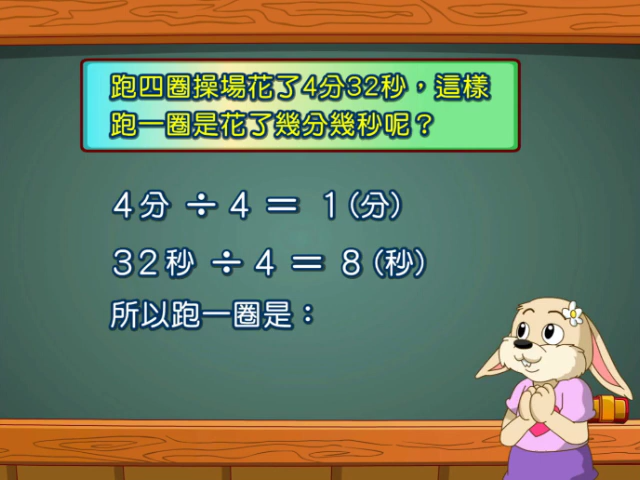 跑四圈操場花了4分32秒，這樣
跑一圈是花了幾分幾秒呢？
4分 ÷ 4 = 1(分)
32秒 ÷ 4 = 8(秒)
所以跑一圈是：